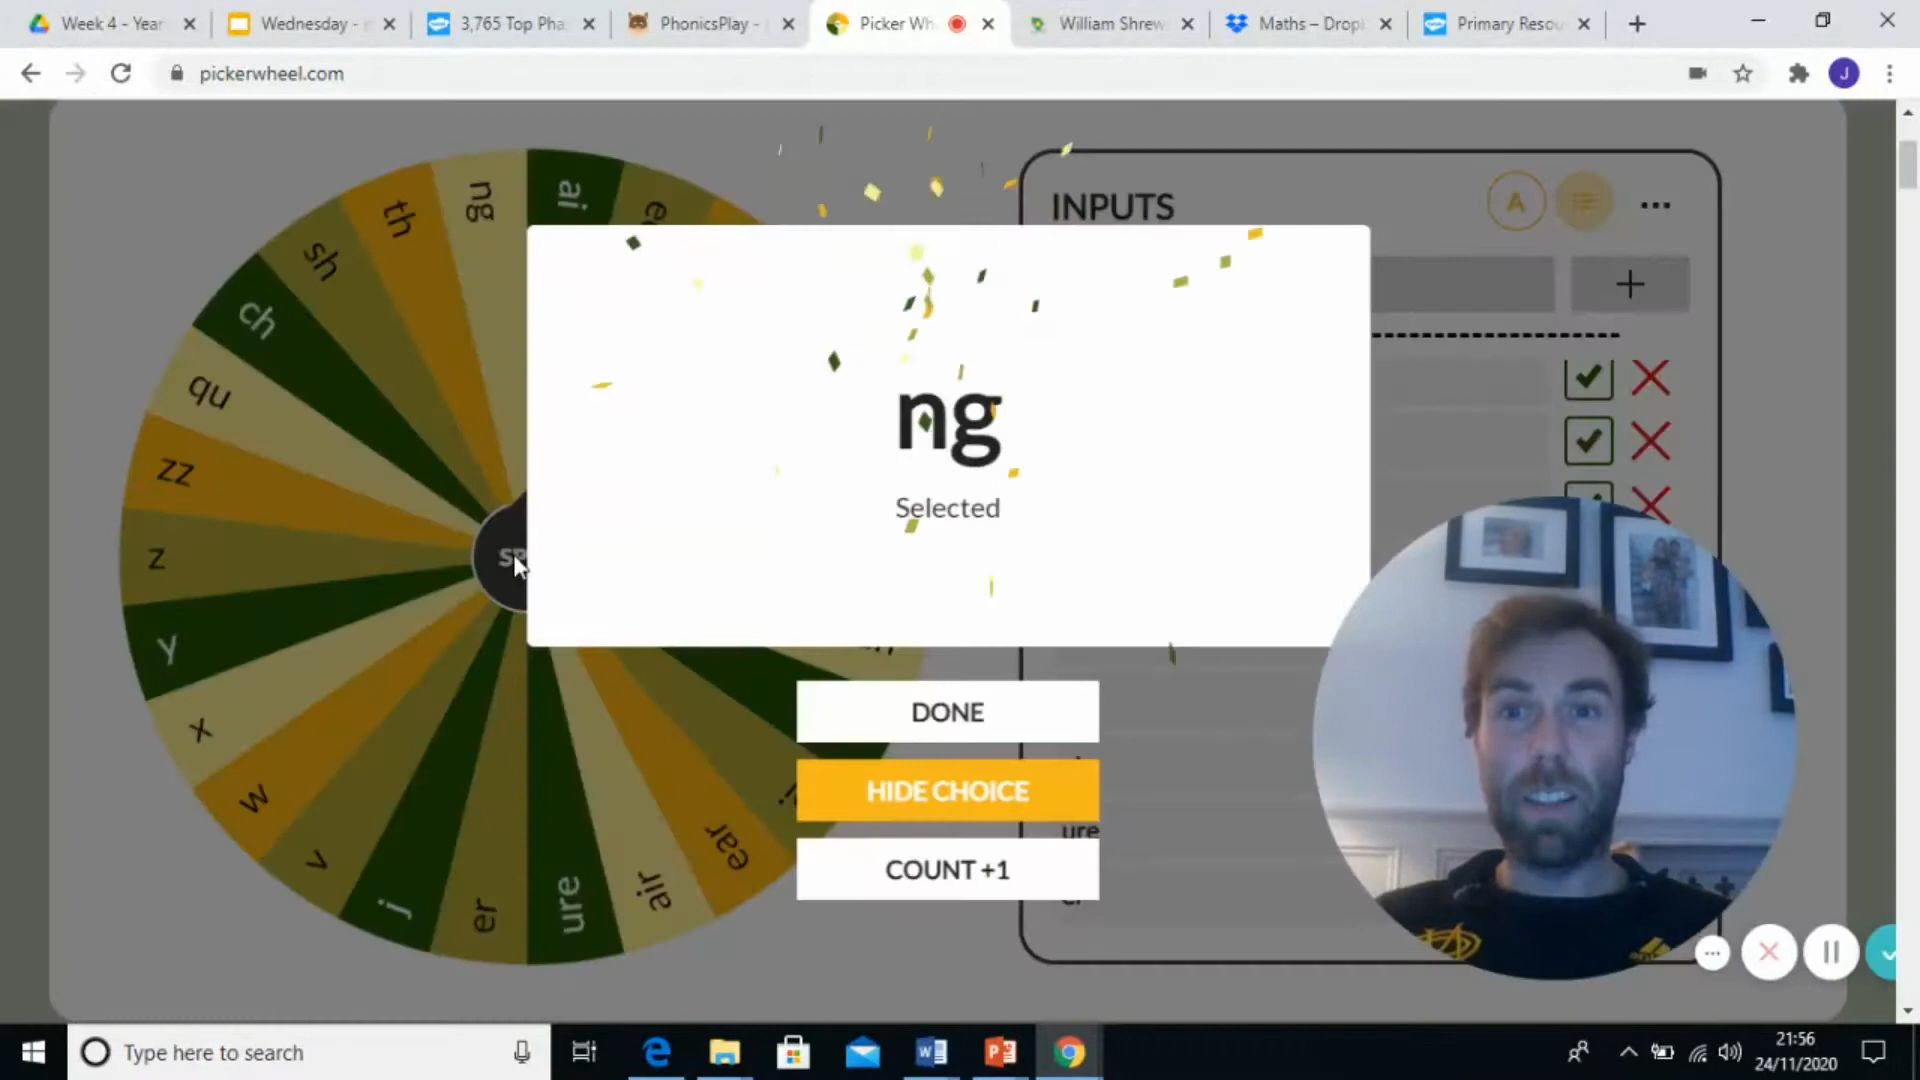 Week 4 - Year
Wednesday -
3,765 Top Pha
PhonicsPlay -
Picker Wh
William Shrew
Maths – Drop
Primary Resou
pickerwheel.com
J
ng
ai
th
sh
ch
qu
zz
z
y
x
w
v
j
er
ure
air
ear
SP
INPUTS
A
ng
Selected
DONE
HIDE CHOICE
COUNT +1
ure
er
Type here to search
21:56
24/11/2020